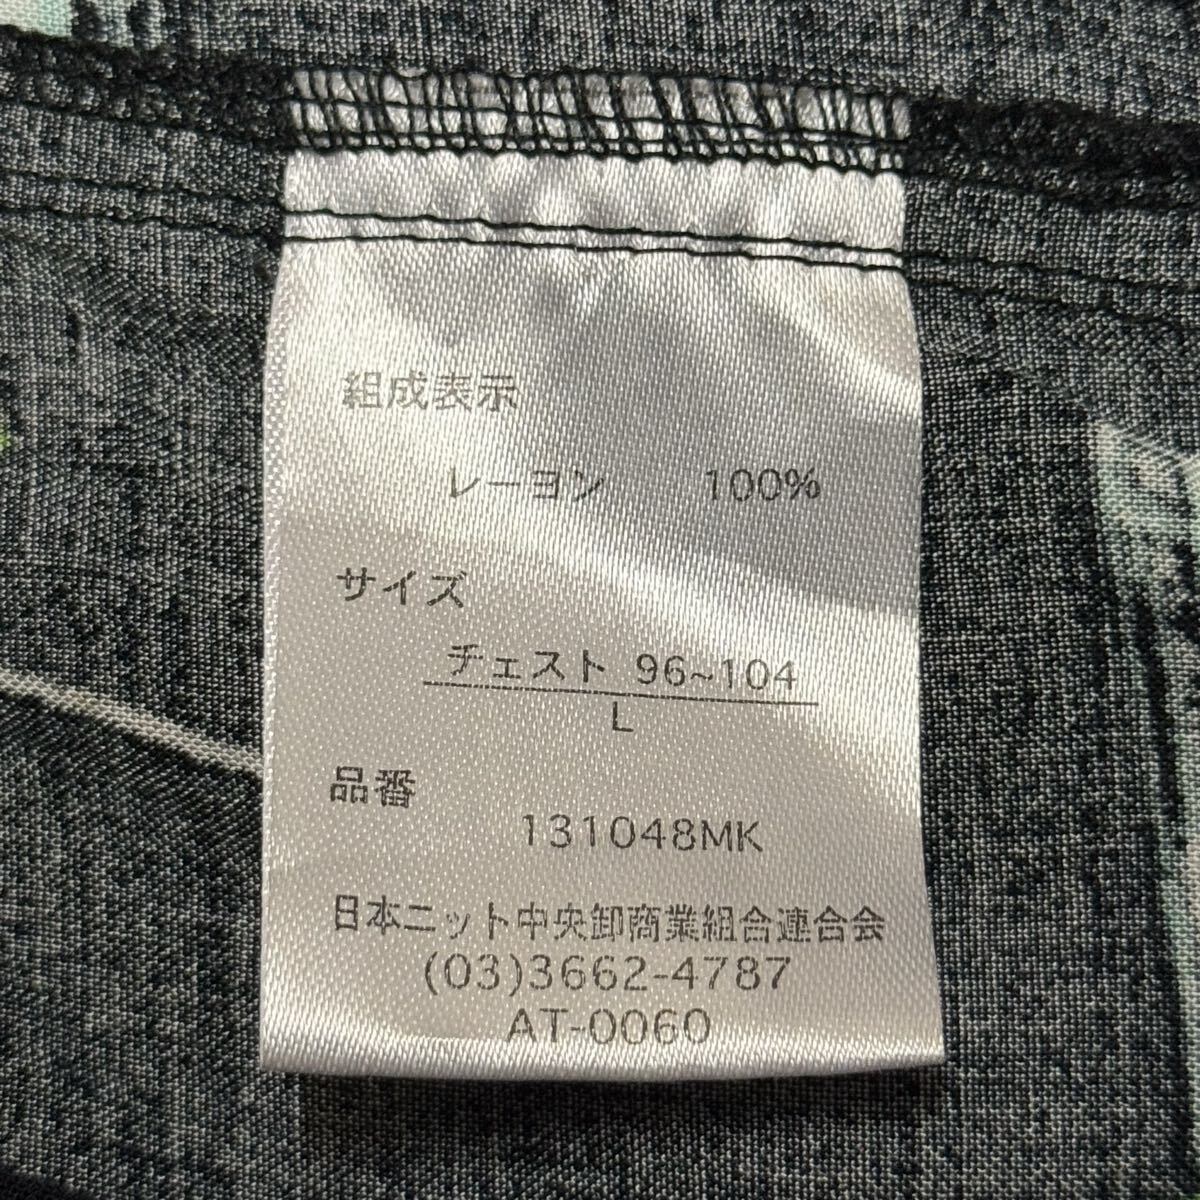 組成表示
レーヨン 100%
サイズ
チェスト 96~104
L
品番
131048MK
日本ニット中央卸商業組合連合会
(03)3662-4787
AT-0060